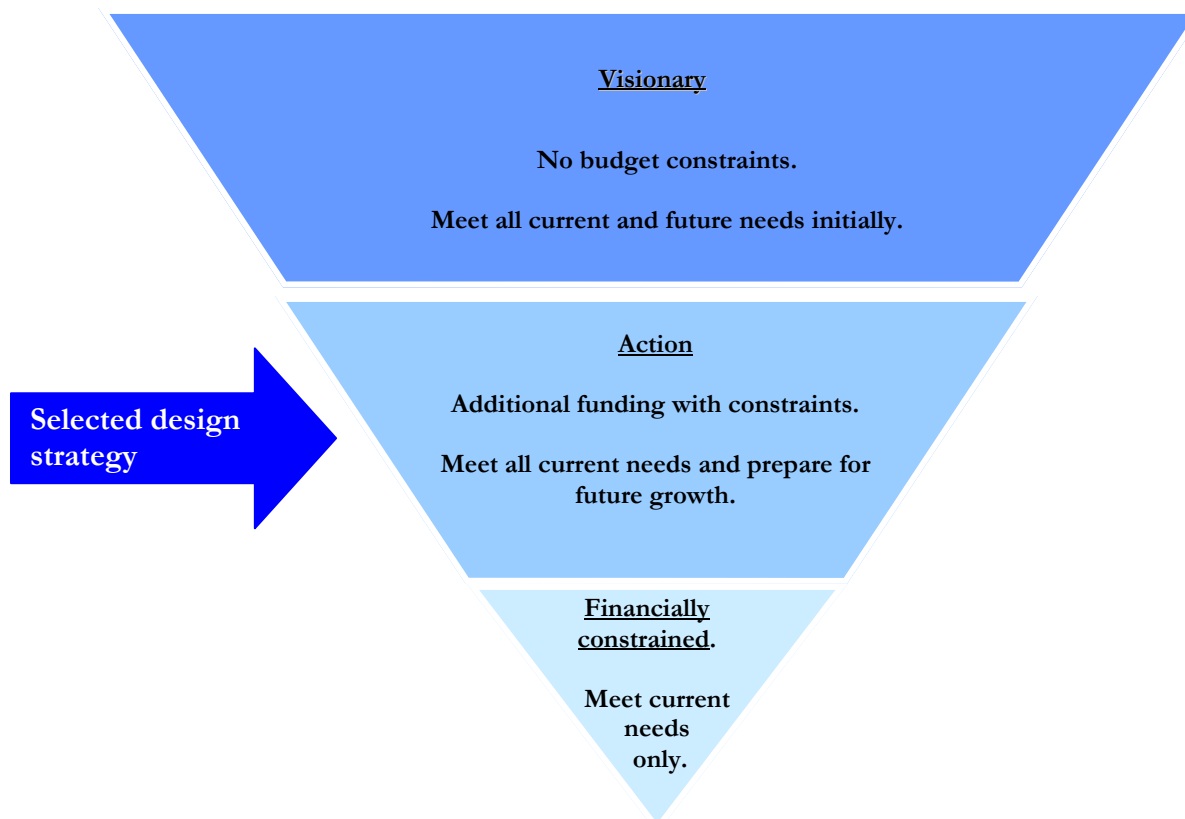 Visionary
No budget constraints.
Meet all current and future needs initially.
Action
Additional funding with constraints.
Meet all current needs and prepare for
future growth.
Selected design
strategy
Financially
constrained.
Meet current
needs
only.